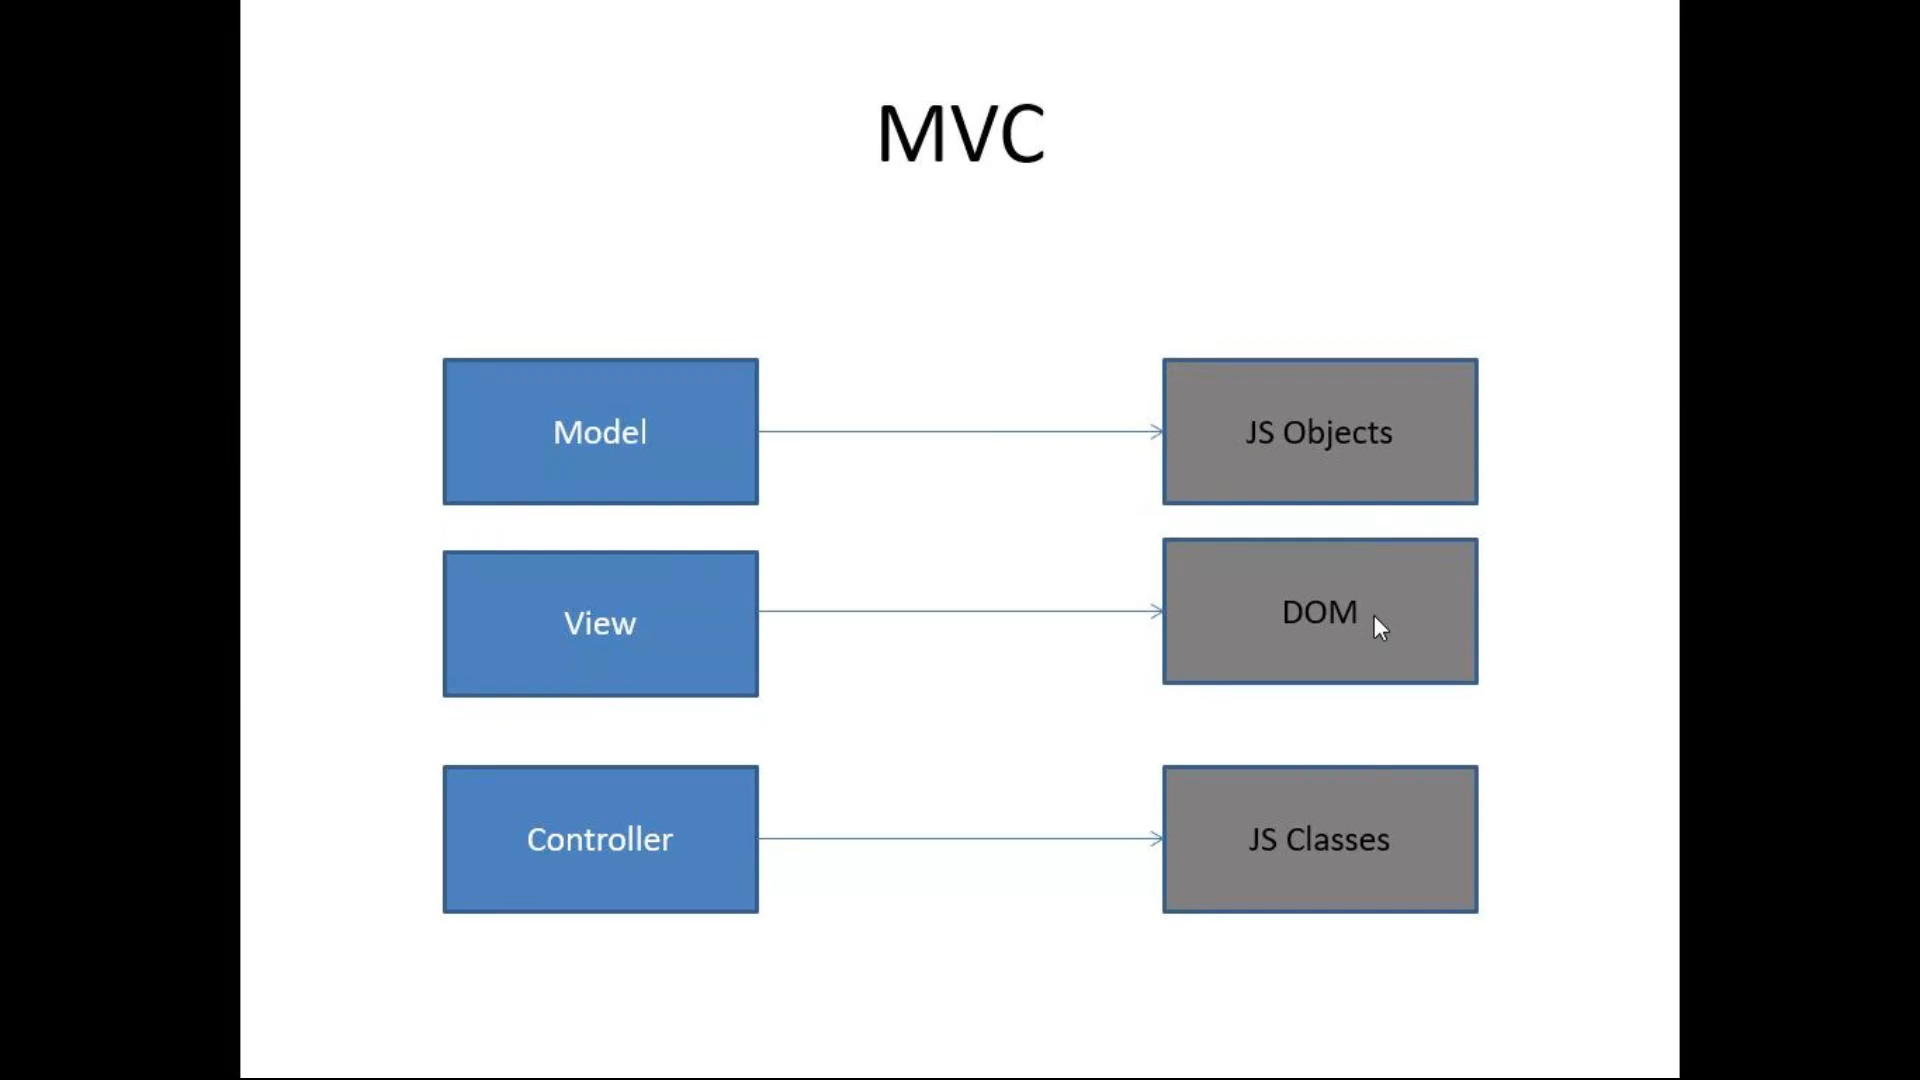 MVC
Model
JS Objects
View
DOM
Controller
JS Classes